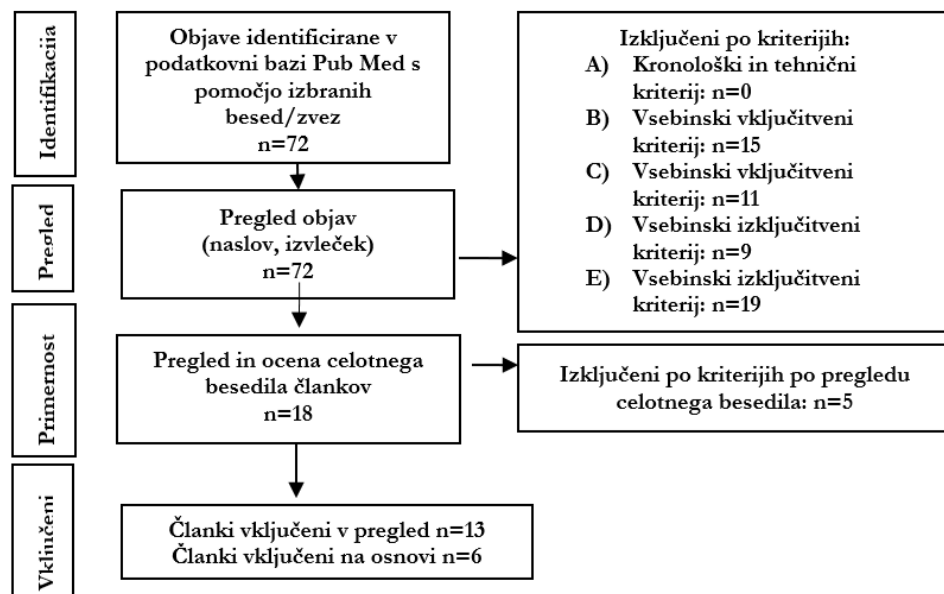 Identifikacija
Objave identificirane v
podatkovni bazi Pub Med s
pomočjo izbranih
besed/zvez
n=72
Izključeni po kriterijih:
A) Kronološki in tehnični
kriterij: n=0
B) Vsebinski vključitveni
kriterij: n=15
C) Vsebinski vključitveni
kriterij: n=11
D) Vsebinski izključitveni
kriterij: n=9
E) Vsebinski izključitveni
kriterij: n=19
Pregled
Pregled objav
(naslov, izvleček)
n=72
Primernost
Pregled in ocena celotnega
besedila člankov
n=18
Izključeni po kriterijih po pregledu
celotnega besedila: n=5
Vključeni
Članki vključeni v pregled n=13
Članki vključeni na osnovi n=6